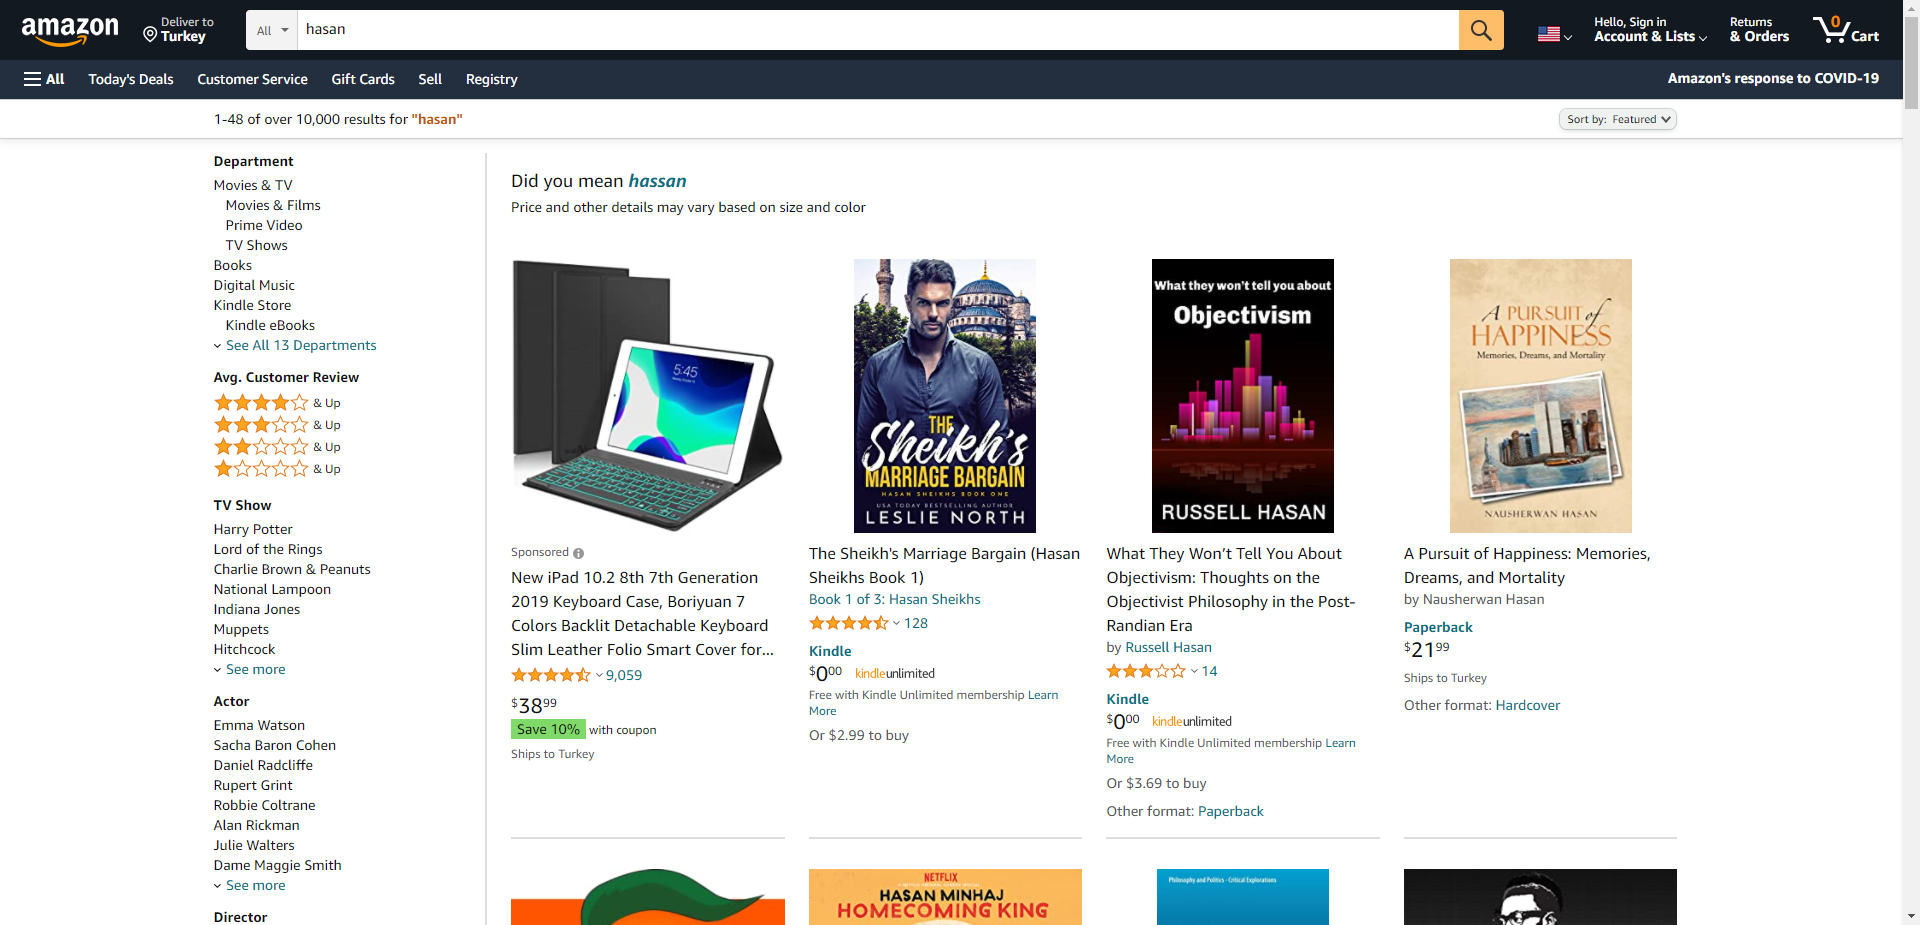 amazon
Deliver to
Turkey
All
hasan
Hello, Sign in
Account & Lists
Returns
& Orders
0
Cart
All
Today's Deals
Customer Service
Gift Cards
Sell
Registry
Amazon's response to COVID-19
1-48 of over 10,000 results for "hasan"
Sort by: Featured
Department
Movies & TV
Movies & Films
Prime Video
TV Shows
Books
Digital Music
Kindle Store
Kindle eBooks
See All 13 Departments
Avg. Customer Review
& Up
& Up
& Up
& Up
TV Show
Harry Potter
Lord of the Rings
Charlie Brown & Peanuts
National Lampoon
Indiana Jones
Muppets
Hitchcock
See more
Actor
Emma Watson
Sacha Baron Cohen
Daniel Radcliffe
Rupert Grint
Robbie Coltrane
Alan Rickman
Julie Walters
Dame Maggie Smith
See more
Director
Did you mean hassan
Price and other details may vary based on size and color
5:45
Sponsored
New iPad 10.2 8th 7th Generation
2019 Keyboard Case, Boriyuan 7
Colors Backlit Detachable Keyboard
Slim Leather Folio Smart Cover for...
9,059
$3899
Save 10% with coupon
Ships to Turkey
THE
Sheikh's
MARRIAGE BARGAIN
HASAN SHEIKHS BOOK ONE
USA TODAY BESTSELLING AUTHOR
LESLIE NORTH
The Sheikh's Marriage Bargain (Hasan
Sheikhs Book 1)
Book 1 of 3: Hasan Sheikhs
128
Kindle
$000 kindleunlimited
Free with Kindle Unlimited membership Learn
More
Or $2.99 to buy
What they won't tell you about
Objectivism
RUSSELL HASAN
What They Won’t Tell You About
Objectivism: Thoughts on the
Objectivist Philosophy in the Post-
Randian Era
by Russell Hasan
14
Kindle
$000 kindleunlimited
Free with Kindle Unlimited membership Learn
More
Or $3.69 to buy
Other format: Paperback
A PURSUIT of
HAPPINESS
Memories, Dreams, and Mortality
NAUSHERWAN HASAN
A Pursuit of Happiness: Memories,
Dreams, and Mortality
by Nausherwan Hasan
Paperback
$2199
Ships to Turkey
Other format: Hardcover
NETFLIX
HASAN MINHAJ
HOMECOMING KING
Philosophy and Politics - Critical Explorations